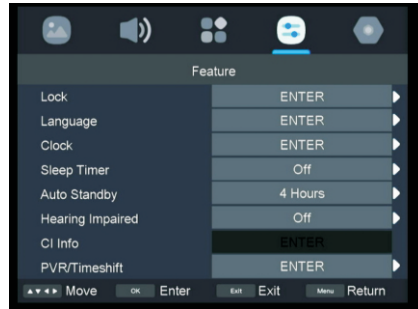 Feature
Lock ENTER
Language ENTER
Clock ENTER
Sleep Timer Off
Auto Standby 4 Hours
Hearing Impaired Off
CI Info ENTER
PVR/Timeshift ENTER
Move OK Enter Exit Exit Menu Return